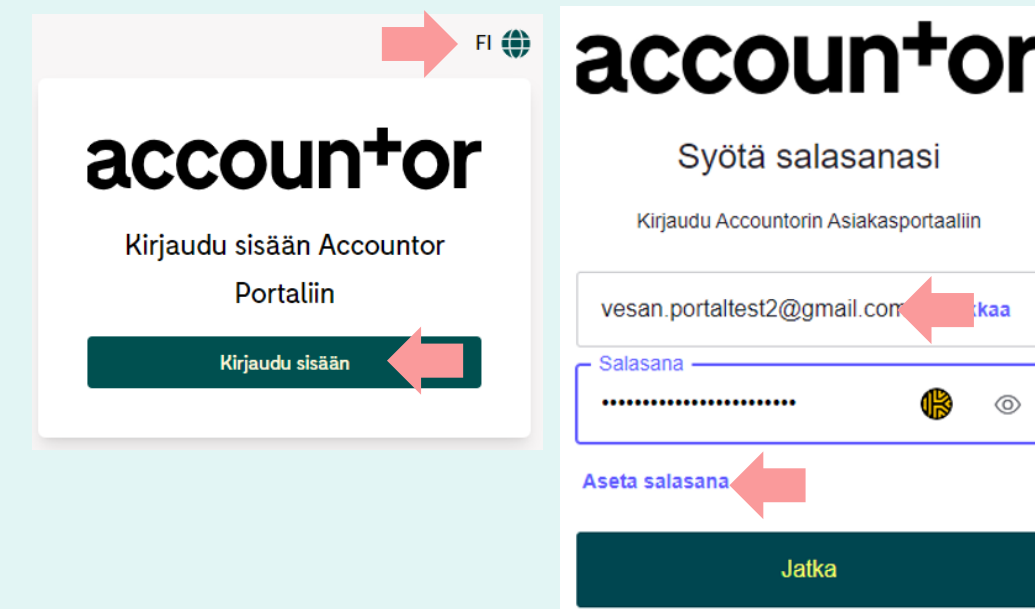 FI
accountor
Kirjaudu sisään Accountor
Portaliin
Kirjaudu sisään
accountor
Syötä salasanasi
Kirjaudu Accountorin Asiakasportaaliin
vesan.portaltest2@gmail.com
Salasana
Aseta salasana
Jatka